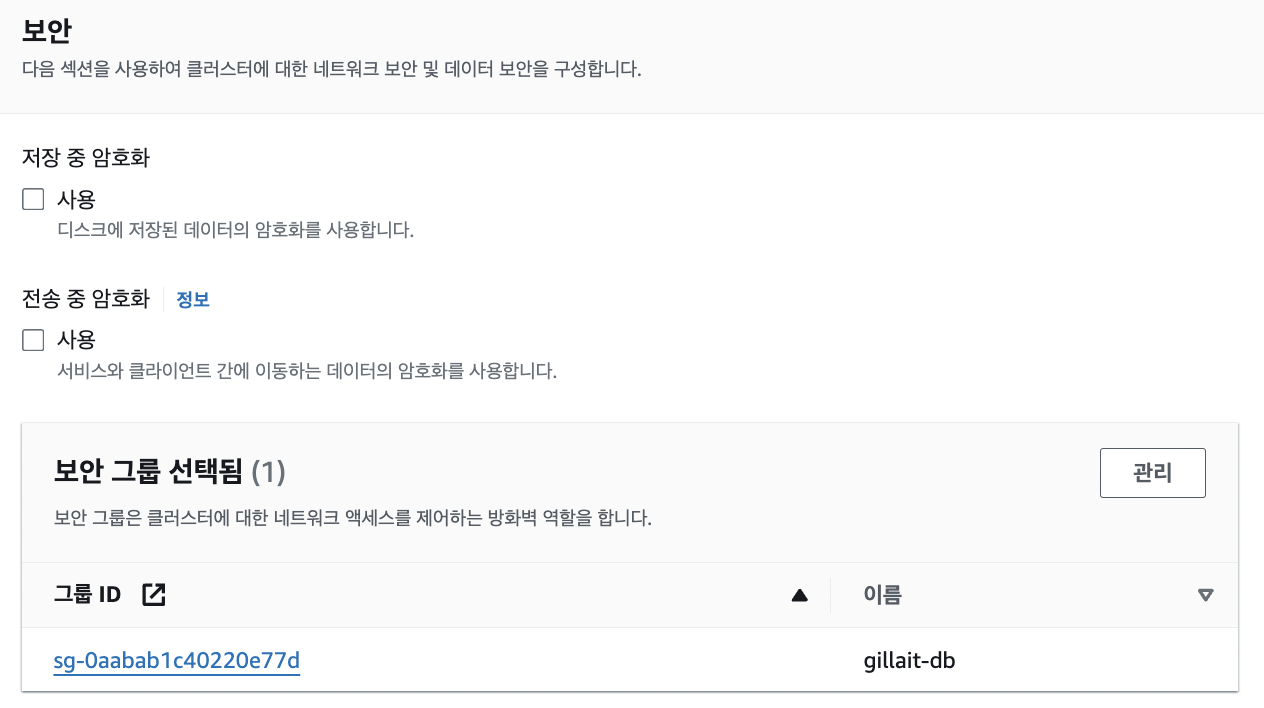 보안
다음 섹션을 사용하여 클러스터에 대한 네트워크 보안 및 데이터 보안을 구성합니다.
저장 중 암호화
사용
디스크에 저장된 데이터의 암호화를 사용합니다.
전송 중 암호화 정보
사용
서비스와 클라이언트 간에 이동하는 데이터의 암호화를 사용합니다.
보안 그룹 선택됨 (1) 관리
보안 그룹은 클러스터에 대한 네트워크 액세스를 제어하는 방화벽 역할을 합니다.
그룹 ID 이름
sg-0aabab1c40220e77d gillait-db